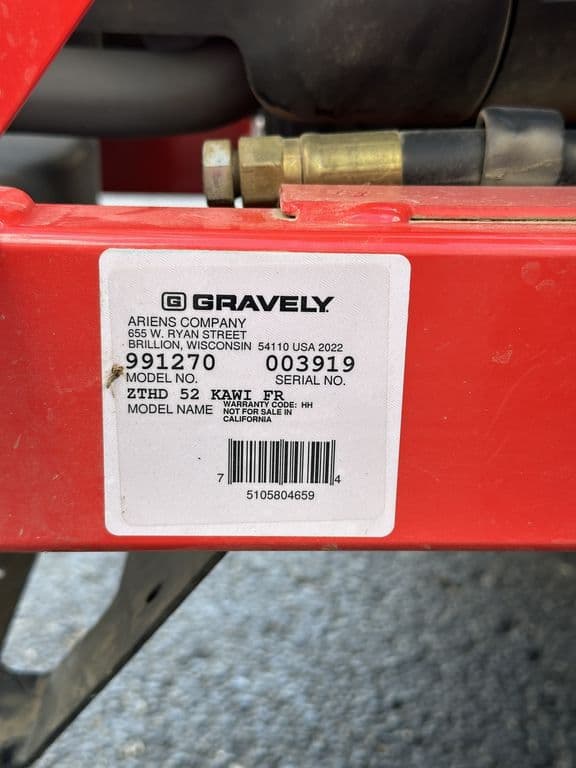 G GRAVELY
ARIENS COMPANY
655 W. RYAN STREET
BRILLION, WISCONSIN 54110 USA 2022
991270 003919
MODEL NO. SERIAL NO.
ZTHD 52 KAWI FR
MODEL NAME WARRANTY CODE: HH
NOT FOR SALE IN
CALIFORNIA
7 4
5105804659